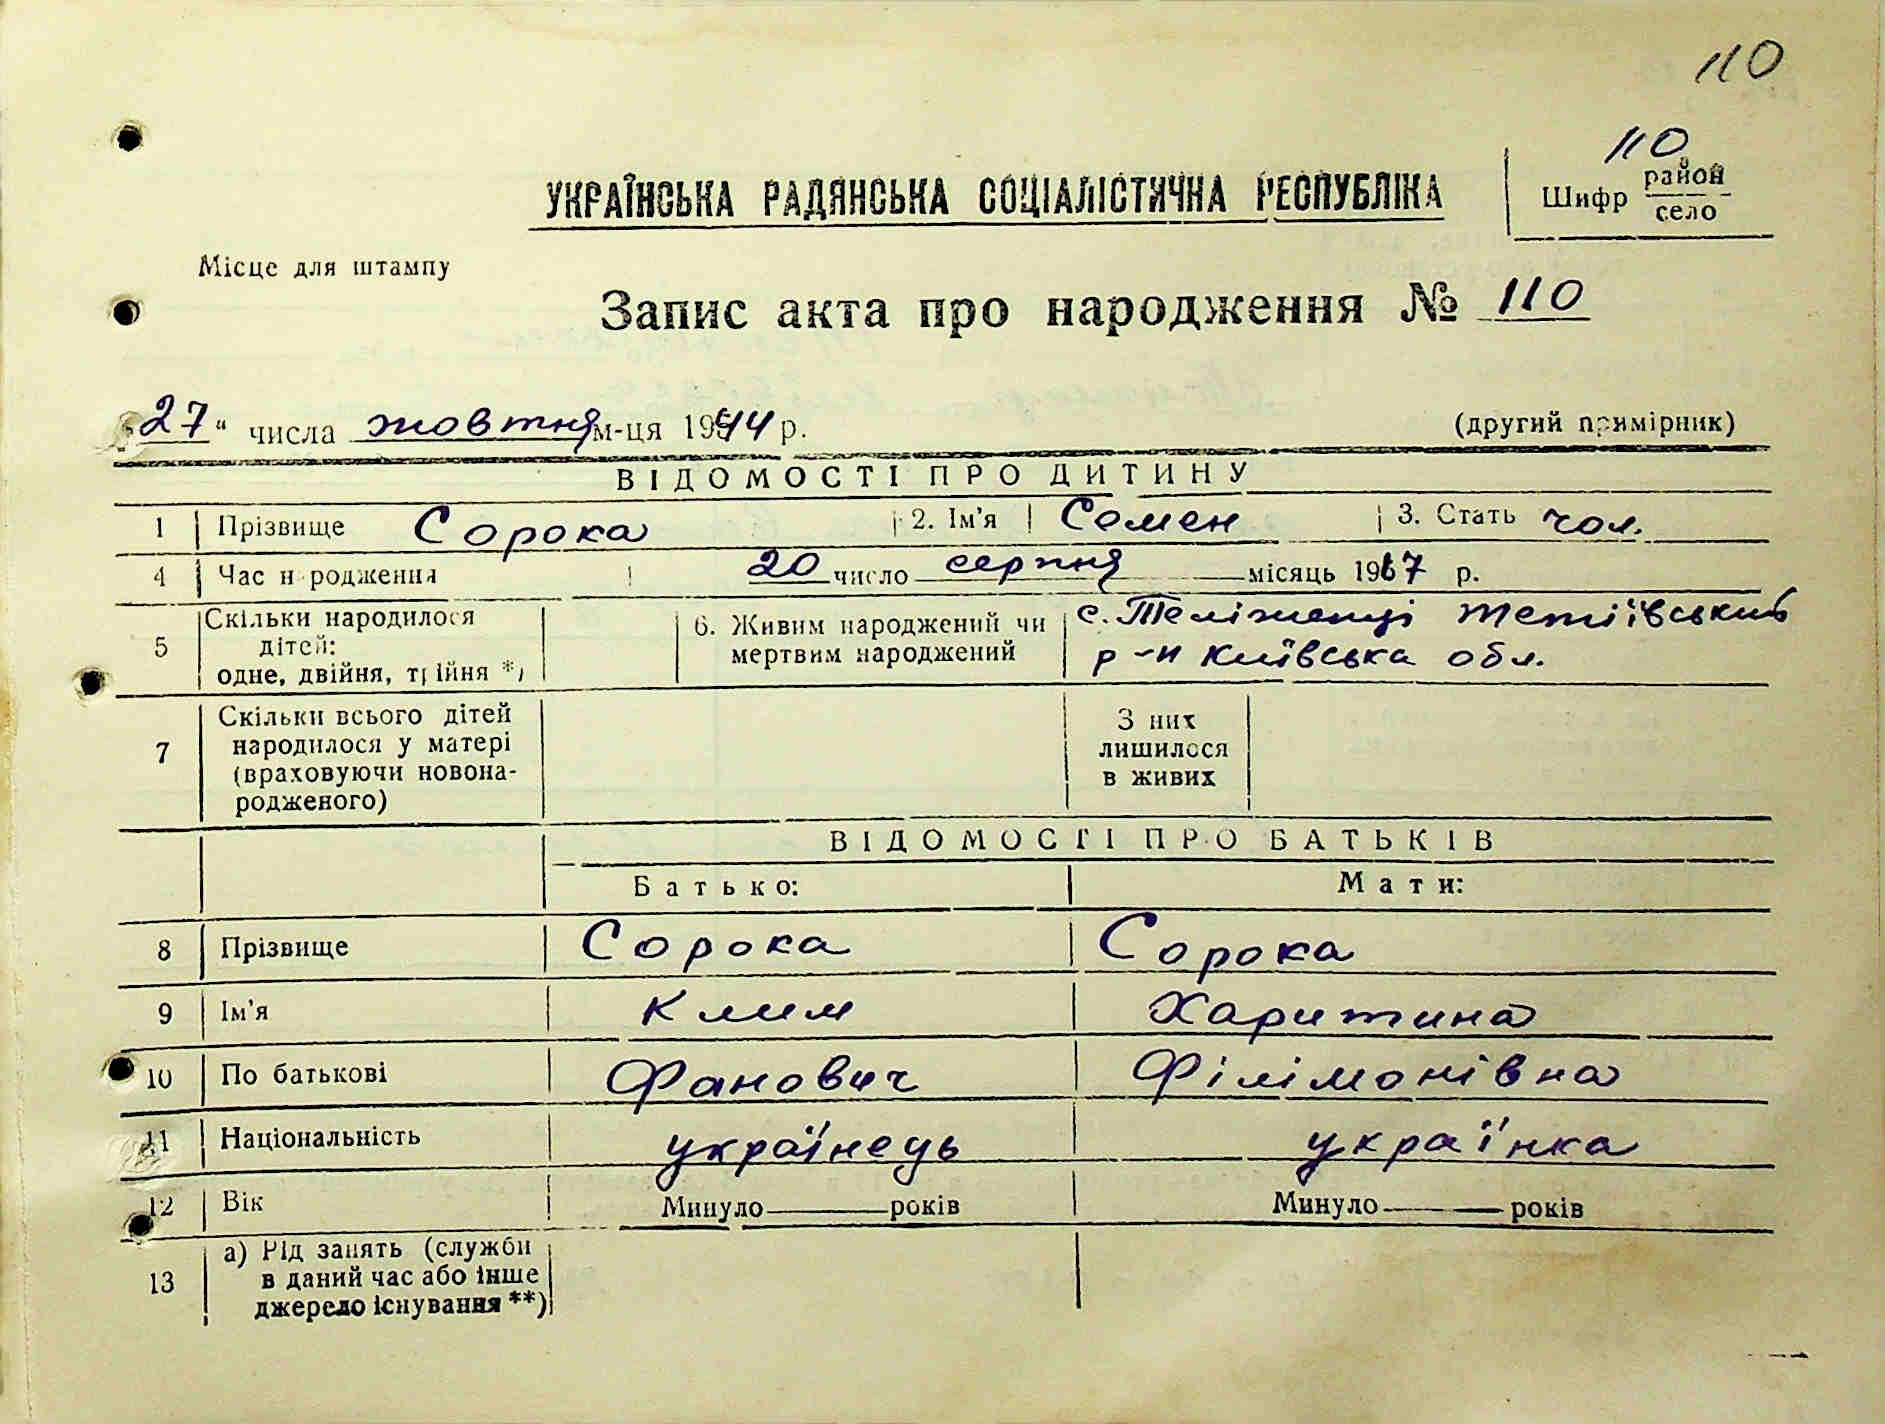 110
110
УКРАЇНСЬКА РАДЯНСЬКА СОЦІАЛІСТИЧНА РЕСПУБЛІКА
Шифр район
село
Місце для штампу
Запис акта про народження № 110
27 " числа жовтня м-ця 1944 р.
(другий примірник)
ВІДОМОСТІ ПРО ДИТИНУ
1 Прізвище Сорока 2. Ім'я Семен 3. Стать чол.
4 Час народження 20 число серпня місяць 1917 р.
5 Скільки народилося дітей: одне, двійня, трійня *)
6. Живим народжений чи мертвим народжений
с. Теліженці Тетіївський
р-н Київська обл.
7 Скільки всього дітей народилося у матері (враховуючи новона-родженого)
З них лишилося в живих
ВІДОМОСТІ ПРО БАТЬКІВ
Батько: Мати:
8 Прізвище Сорока Сорока
9 Ім'я Клим Харитина
10 По батькові Фанович Філімонівна
11 Національність українець українка
12 Вік Минуло років Минуло років
13 а) Рід занять (служби
в даний час або інше
джерело існування **)